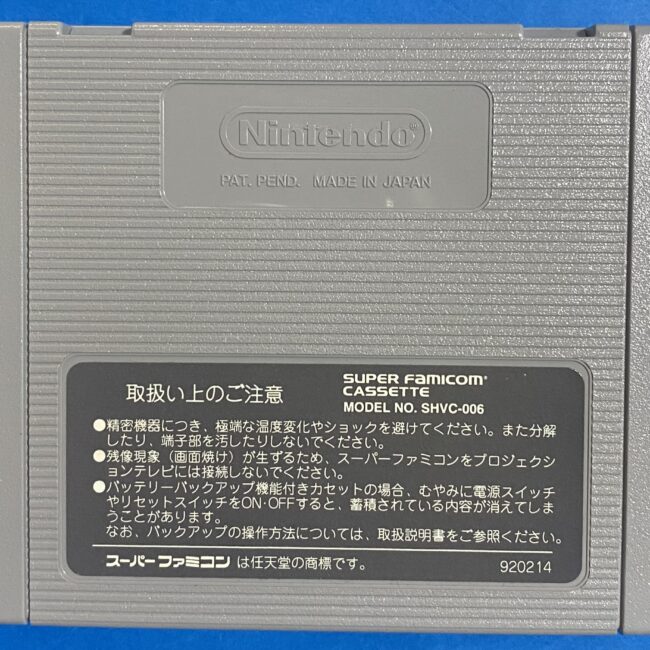 Nintendo®
PAT. PEND. MADE IN JAPAN
取扱い上のご注意
SUPER FAMICOM®
CASSETTE
MODEL NO. SHVC-006
●精密機器につき、極端な温度変化やショックを避けてください。また分解
したり、端子部を汚したりしないでください。
●残像現象（画面焼け）が生ずるため、スーパーファミコンをプロジェクシ
ョンテレビには接続しないでください。
●バッテリーバックアップ機能付きカセットの場合、むやみに電源スイッチ
やリセットスイッチをON・OFFすると、蓄積されている内容が消えてしま
うことがあります。
なお、バックアップの操作方法については、取扱説明書をご参照ください。
スーパーファミコン は任天堂の商標です。 920214